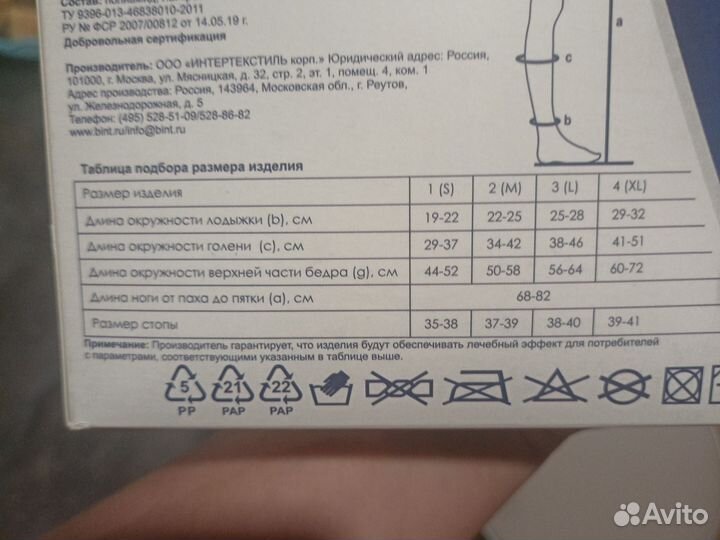 Состав:
ТУ 9396-013-46838010-2011
РУ № ФСР 2007/00812 от 14.05.19 г.
Добровольная сертификация
Производитель: ООО «ИНТЕРТЕКСТИЛЬ корп.» Юридический адрес: Россия,
101000, г. Москва, ул. Мясницкая, д. 32, стр. 2, эт. 1, помещ. 4, ком. 1
Адрес производства: Россия, 143964, Московская обл., г. Реутов,
ул. Железнодорожная, д. 5
Телефон: (495) 528-51-09/528-86-82
www.bint.ru/info@bint.ru
a
c
b
Таблица подбора размера изделия
Размер изделия 1 (S) 2 (M) 3 (L) 4 (XL)
Длина окружности лодыжки (b), см 19-22 22-25 25-28 29-32
Длина окружности голени (c), см 29-37 34-42 38-46 41-51
Длина окружности верхней части бедра (g), см 44-52 50-58 56-64 60-72
Длина ноги от паха до пятки (a), см 68-82
Размер стопы 35-38 37-39 38-40 39-41
Примечание: Производитель гарантирует, что изделия будут обеспечивать лечебный эффект для потребителей
с параметрами, соответствующими указанным в таблице выше.
5 21 22
PP PAP PAP
Avito